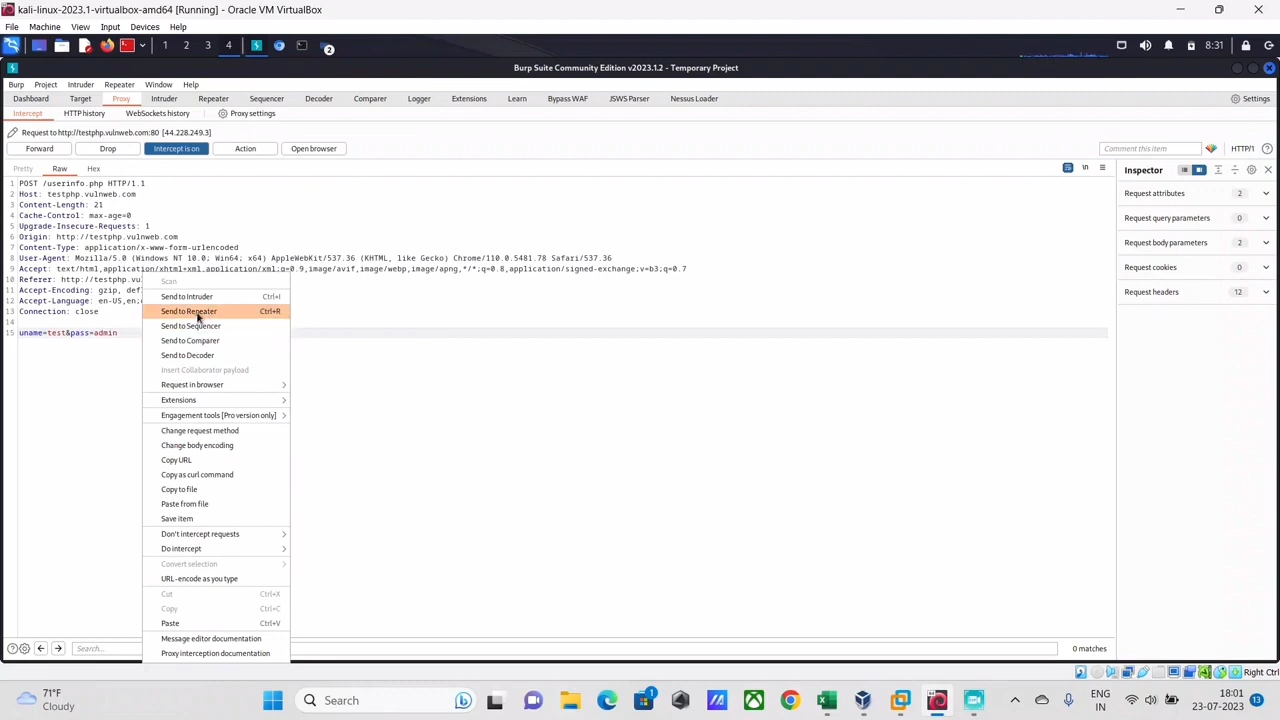 kali-linux-2023.1-virtualbox-amd64 [Running] - Oracle VM VirtualBox
File Machine View Input Devices Help
1 2 3 4 2 8:31
Burp Suite Community Edition v2023.1.2 - Temporary Project
Burp Project Intruder Repeater Window Help
Dashboard Target Proxy Intruder Repeater Sequencer Decoder Comparer Logger Extensions Learn Bypass WAF JSWS Parser Nessus Loader Settings
Intercept HTTP history WebSockets history Proxy settings
Request to http://testphp.vulnweb.com:80 [44.228.249.3]
Forward Drop Intercept is on Action Open browser Comment this item HTTP/1
Pretty Raw Hex \n Inspector
1 POST /userinfo.php HTTP/1.1
2 Host: testphp.vulnweb.com
3 Content-Length: 21
4 Cache-Control: max-age=0
5 Upgrade-Insecure-Requests: 1
6 Origin: http://testphp.vulnweb.com
7 Content-Type: application/x-www-form-urlencoded
8 User-Agent: Mozilla/5.0 (Windows NT 10.0; Win64; x64) AppleWebKit/537.36 (KHTML, like Gecko) Chrome/110.0.5481.78 Safari/537.36
9 Accept: text/html,application/xhtml+xml,application/xml;q=0.9,image/avif,image/webp,image/apng,*/*;q=0.8,application/signed-exchange;v=b3;q=0.7
10 Referer: http://testphp.vu
11 Accept-Encoding: gzip, def
12 Accept-Language: en-US,en;
13 Connection: close
14
15 uname=test&pass=admin
Scan
Send to Intruder Ctrl+I
Send to Repeater Ctrl+R
Send to Sequencer
Send to Comparer
Send to Decoder
Insert Collaborator payload
Request in browser
Extensions
Engagement tools [Pro version only]
Change request method
Change body encoding
Copy URL
Copy as curl command
Copy to file
Paste from file
Save item
Don't intercept requests
Do intercept
Convert selection
URL-encode as you type
Cut Ctrl+X
Copy Ctrl+C
Paste Ctrl+V
Message editor documentation
Proxy interception documentation
Request attributes 2
Request query parameters 0
Request body parameters 2
Request cookies 0
Request headers 12
Search... 0 matches
Right Ctrl
71°F
Cloudy
Search
1
ENG
IN
18:01
23-07-2023
13